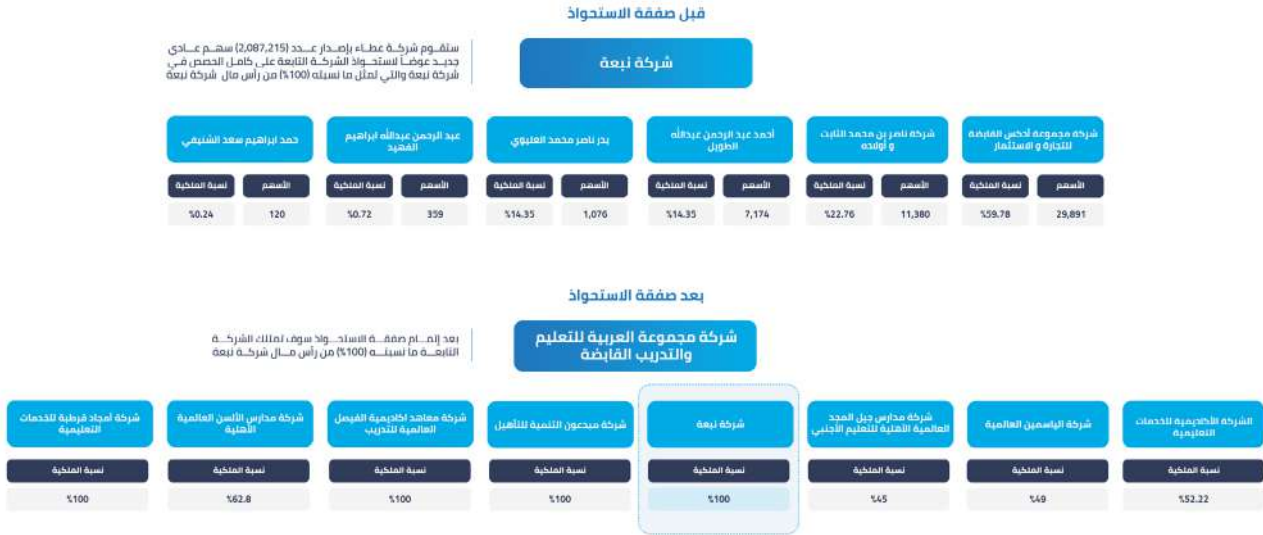 قبل صفقة الاستحواذ
شركة نبعة
ستقوم شركة عطاء بإصدار عدد (2,087,215) سهم عادي
جديد عوضاً لاستحواذ الشركة التابعة على كامل الحصص في
شركة نبعة والتي تمثل ما نسبته (100%) من رأس مال شركة نبعة
شركة مجموعة أدكس القابضة
للتجارة و الاستثمار
الأسهم
نسبة الملكية
29,891
%59.78
شركة ناصر بن محمد الثابت
و أولاده
الأسهم
نسبة الملكية
11,380
%22.76
أحمد عبد الرحمن عبدالله
الطويل
الأسهم
نسبة الملكية
7,174
%14.35
بدر ناصر محمد العليوي
الأسهم
نسبة الملكية
1,076
%14.35
عبد الرحمن عبدالله ابراهيم
الفهيد
الأسهم
نسبة الملكية
359
%0.72
حمد ابراهيم سعد الشنيفي
الأسهم
نسبة الملكية
120
%0.24
بعد صفقة الاستحواذ
شركة مجموعة العربية للتعليم
والتدريب القابضة
بعد إتمام صفقة الاستحواذ سوف تمتلك الشركة
التابعة ما نسبته (100%) من رأس مال شركة نبعة
الشركة الأكاديمية للخدمات
التعليمية
نسبة الملكية
%52.22
شركة الياسمين العالمية
نسبة الملكية
%49
شركة مدارس جيل المجد
العالمية الأهلية للتعليم الأجنبي
نسبة الملكية
%45
شركة نبعة
نسبة الملكية
%100
شركة مبدعون التنمية للتأهيل
نسبة الملكية
%100
شركة معاهد اكاديمية الفيصل
العالمية للتدريب
نسبة الملكية
%100
شركة مدارس الألسن العالمية
الأهلية
نسبة الملكية
%62.8
شركة أمجاد قرطبة للخدمات
التعليمية
نسبة الملكية
%100